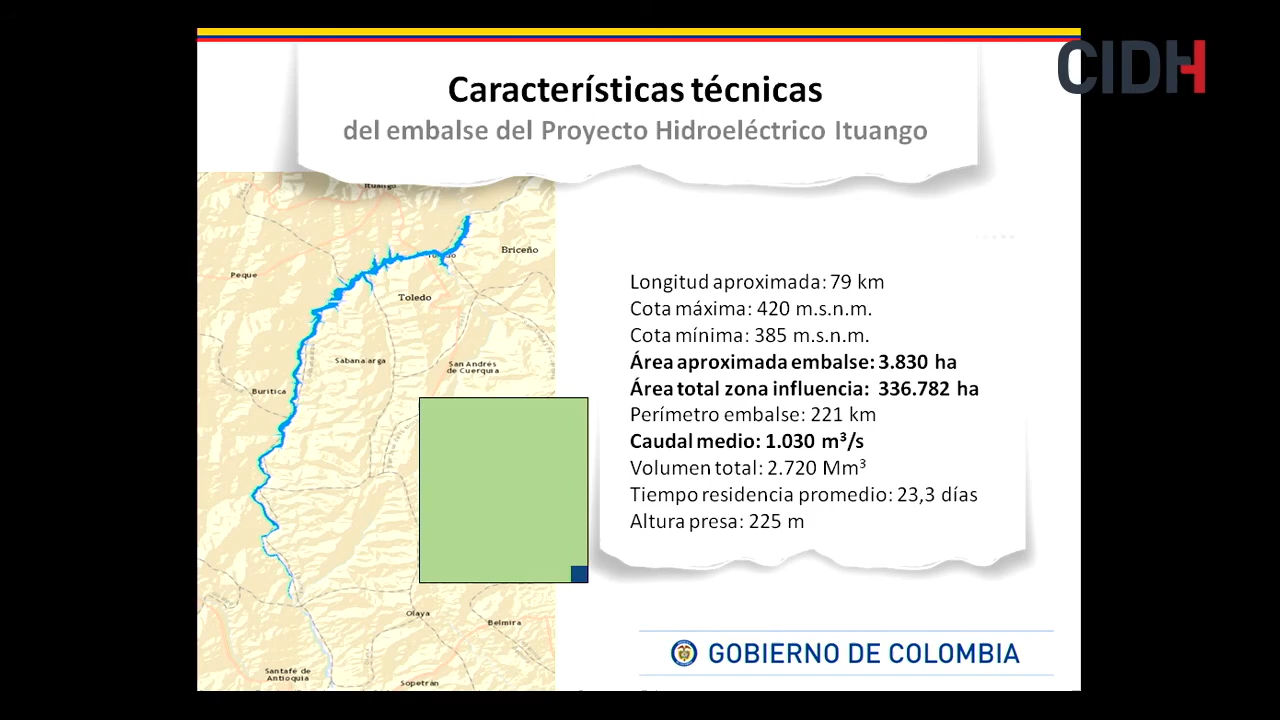 CIDH
Características técnicas
del embalse del Proyecto Hidroeléctrico Ituango
Ituango
Briceño
Peque
Toledo
Sabanalarga
San Andrés
de Cuerquia
Buriticá
Olaya
Belmira
Santafé de
Antioquia
Sopetrán
Longitud aproximada: 79 km
Cota máxima: 420 m.s.n.m.
Cota mínima: 385 m.s.n.m.
Área aproximada embalse: 3.830 ha
Área total zona influencia: 336.782 ha
Perímetro embalse: 221 km
Caudal medio: 1.030 m³/s
Volumen total: 2.720 Mm³
Tiempo residencia promedio: 23,3 días
Altura presa: 225 m
GOBIERNO DE COLOMBIA